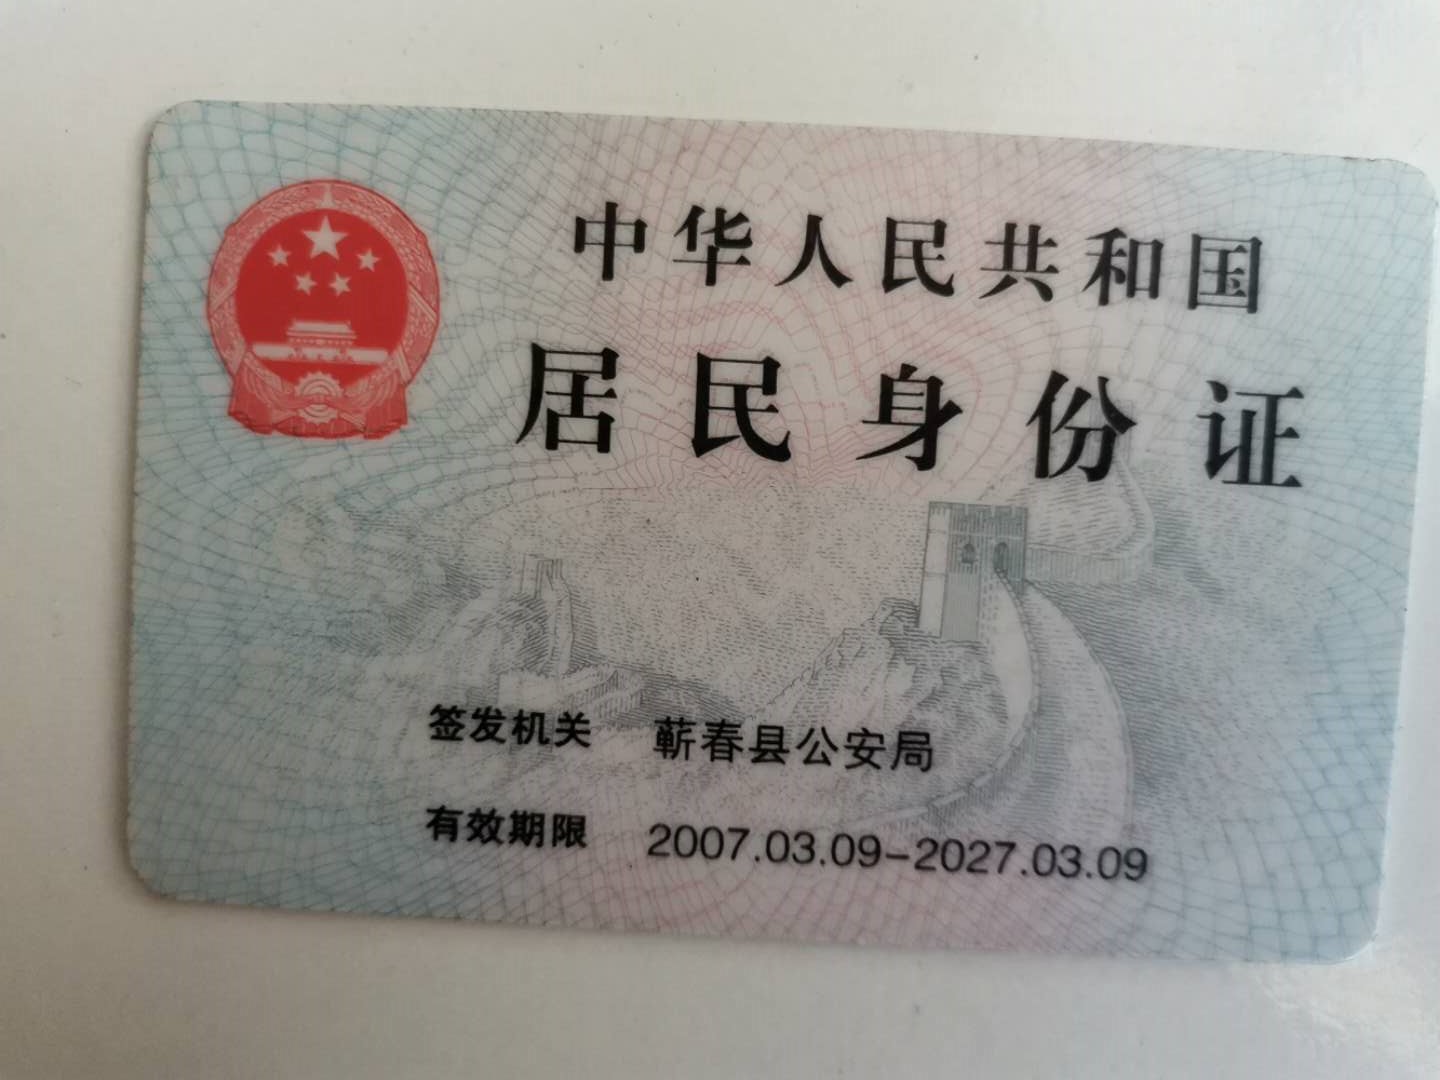 中华人民共和国
居民身份证
签发机关 蕲春县公安局
有效期限 2007.03.09-2027.03.09